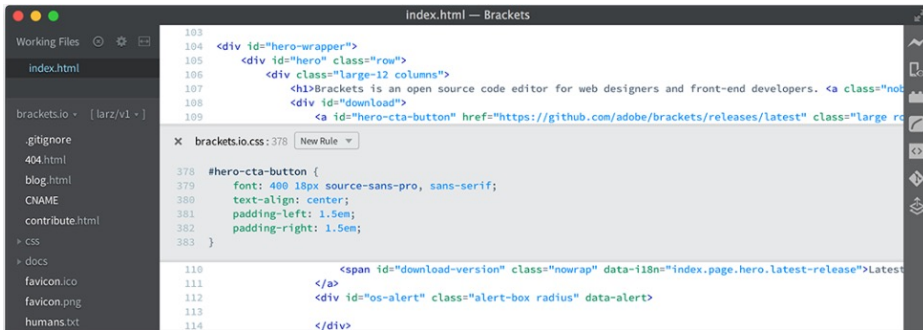 index.html — Brackets
Working Files
index.html
brackets.io
[ larz/v1 ]
.gitignore
404.html
blog.html
CNAME
contribute.html
css
docs
favicon.ico
favicon.png
humans.txt
103
104 <div id="hero-wrapper">
105 <div id="hero" class="row">
106 <div class="large-12 columns">
107 <h1>Brackets is an open source code editor for web designers and front-end developers. <a class="nob
108 <div id="download">
109 <a id="hero-cta-button" href="https://github.com/adobe/brackets/releases/latest" class="large ro
brackets.io.css : 378 New Rule
378 #hero-cta-button {
379 font: 400 18px source-sans-pro, sans-serif;
380 text-align: center;
381 padding-left: 1.5em;
382 padding-right: 1.5em;
383 }
110 <span id="download-version" class="nowrap" data-i18n="index.page.hero.latest-release">Latest
111 </a>
112 <div id="os-alert" class="alert-box radius" data-alert>
113
114 </div>